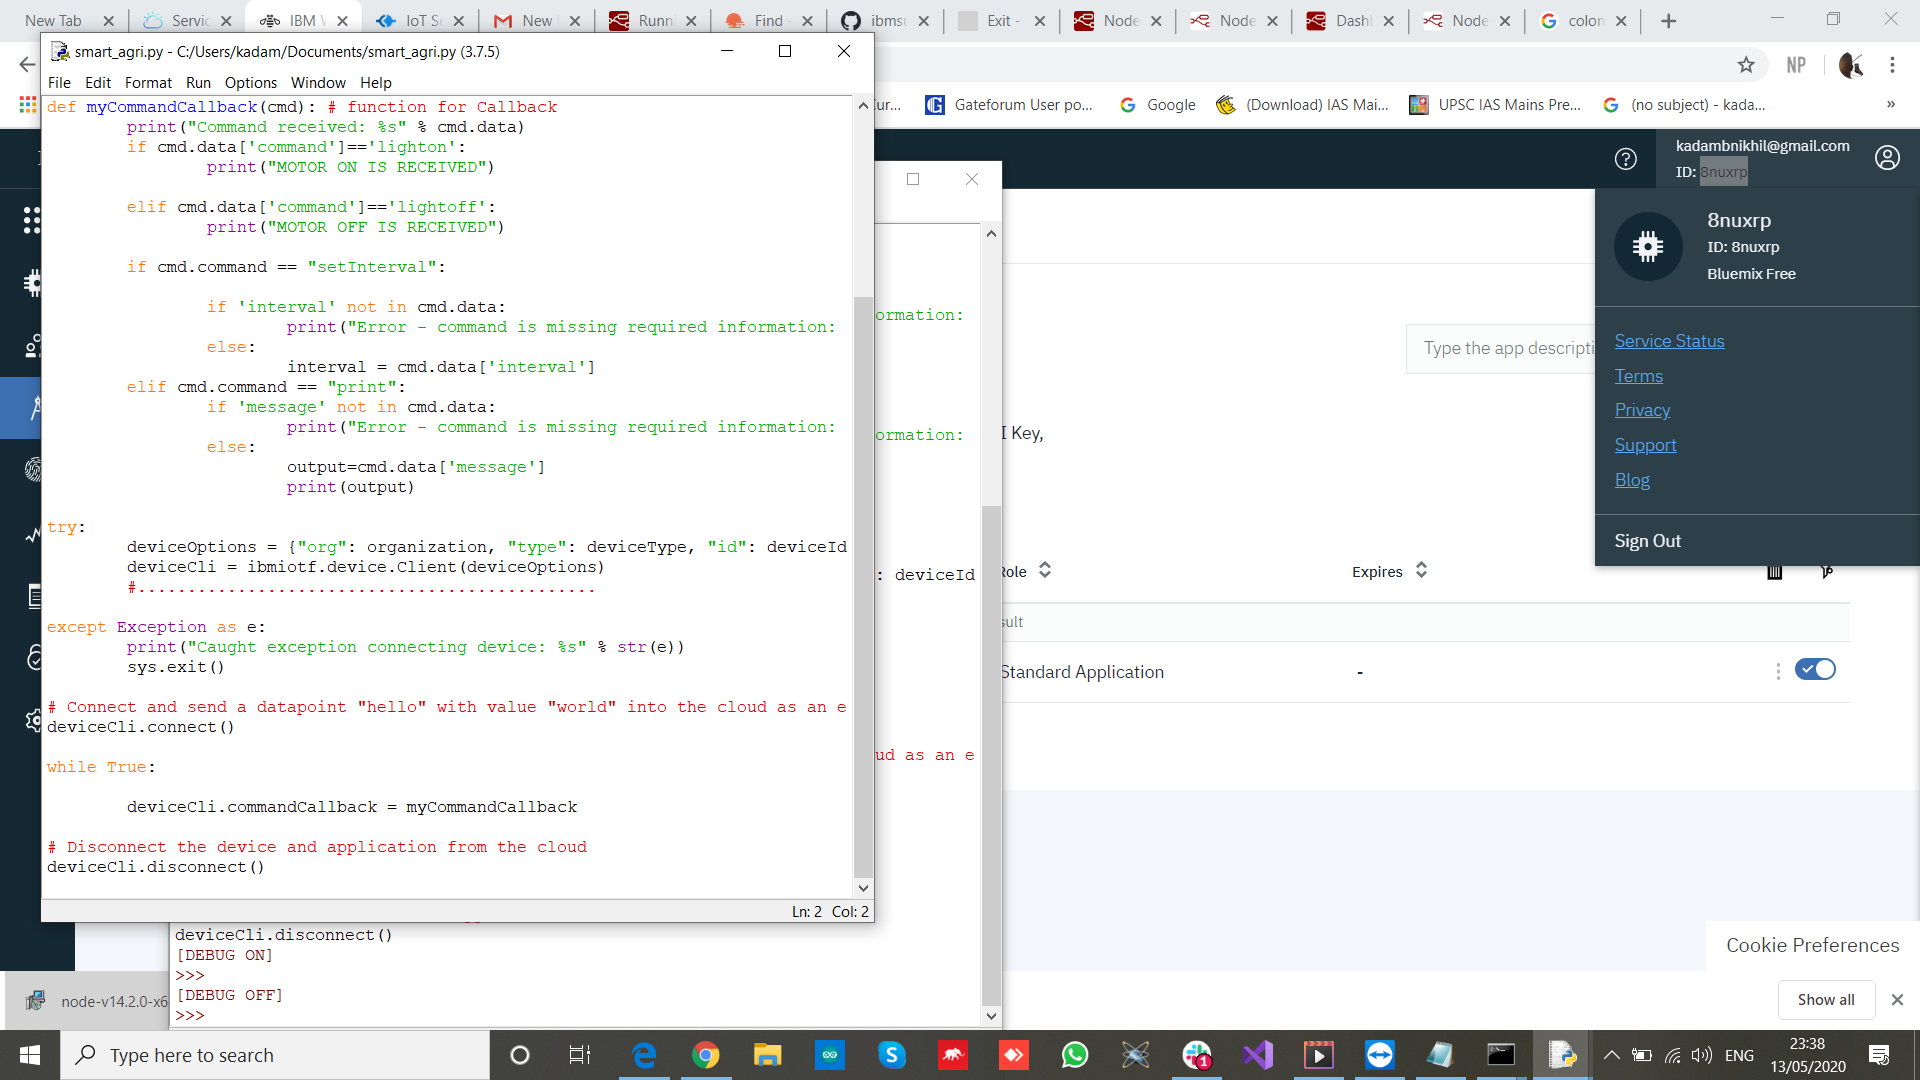 New Tab
Servic
IBM W
IoT Se
New
Runn
Find -
ibmsu
Exit -
Node
Node
Dashl
Node
colon
smart_agri.py - C:/Users/kadam/Documents/smart_agri.py (3.7.5)
File Edit Format Run Options Window Help
def myCommandCallback(cmd): # function for Callback
print("Command received: %s" % cmd.data)
if cmd.data['command']=='lighton':
print("MOTOR ON IS RECEIVED")
elif cmd.data['command']=='lightoff':
print("MOTOR OFF IS RECEIVED")
if cmd.command == "setInterval":
if 'interval' not in cmd.data:
print("Error - command is missing required information:
else:
interval = cmd.data['interval']
elif cmd.command == "print":
if 'message' not in cmd.data:
print("Error - command is missing required information:
else:
output=cmd.data['message']
print(output)
try:
deviceOptions = {"org": organization, "type": deviceType, "id": deviceId
deviceCli = ibmiotf.device.Client(deviceOptions)
#..............................................
except Exception as e:
print("Caught exception connecting device: %s" % str(e))
sys.exit()
# Connect and send a datapoint "hello" with value "world" into the cloud as an e
deviceCli.connect()
while True:
deviceCli.commandCallback = myCommandCallback
# Disconnect the device and application from the cloud
deviceCli.disconnect()
Ln: 2 Col: 2
ormation:
ormation:
: deviceId
ud as an e
deviceCli.disconnect()
[DEBUG ON]
>>>
[DEBUG OFF]
>>>
NP
ur...
Gateforum User po...
Google
(Download) IAS Mai...
UPSC IAS Mains Pre...
(no subject) - kada...
»
kadambnikhil@gmail.com
ID: 8nuxrp
8nuxrp
ID: 8nuxrp
Bluemix Free
Service Status
Terms
Privacy
Support
Blog
Sign Out
Type the app descripti
I Key,
Role
Expires
sult
Standard Application
-
Cookie Preferences
node-v14.2.0-x6
Show all
Type here to search
1
ENG
23:38
13/05/2020